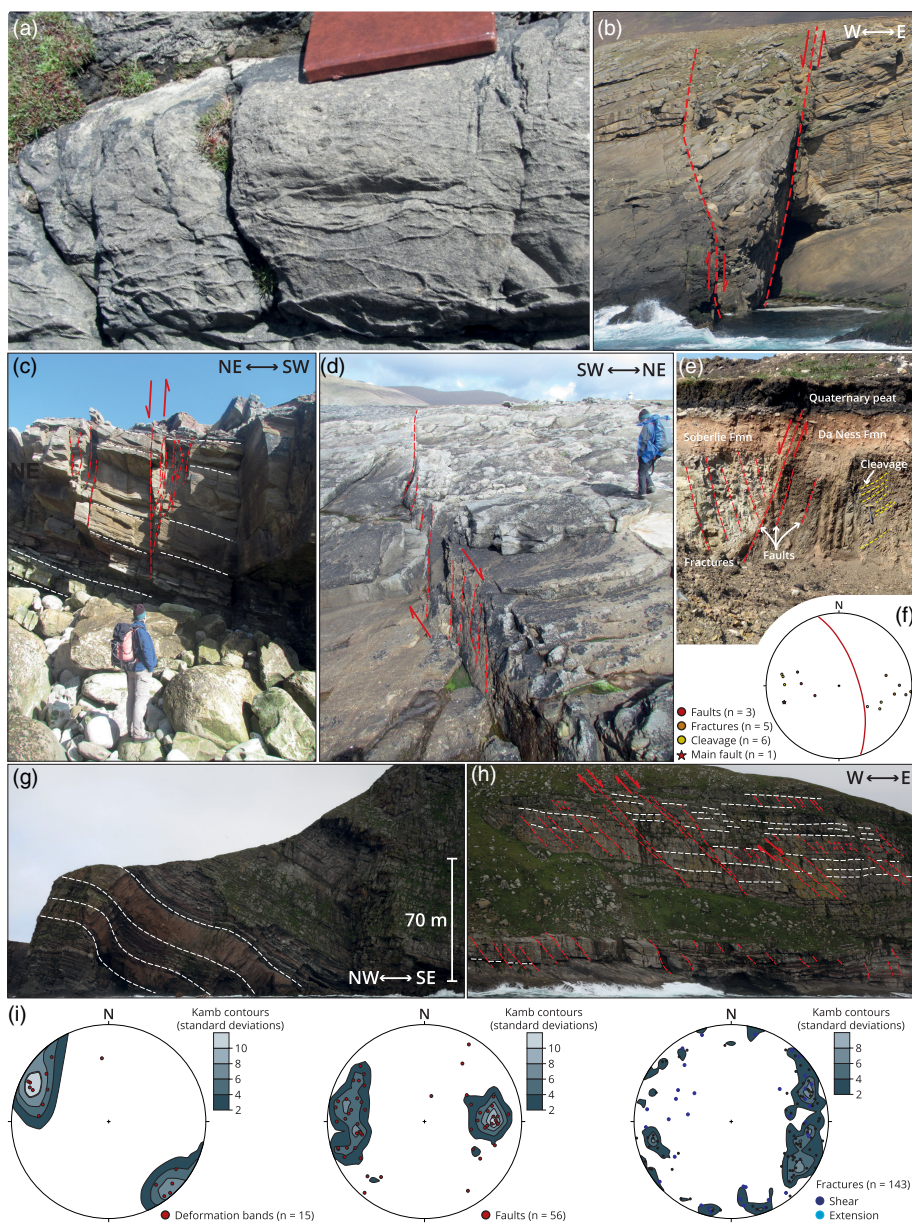 (a)
(b)
W ⟷ E
(c)
NE ⟷ SW
NE
(d)
SW ⟷ NE
(e)
Quaternary peat
Soberlie Fmn
Da Ness Fmn
Cleavage
Faults
Fractures
(f)
N
Faults (n = 3)
Fractures (n = 5)
Cleavage (n = 6)
Main fault (n = 1)
(g)
70 m
NW ⟷ SE
(h)
W ⟷ E
(i)
N
Kamb contours
(standard deviations)
10
8
6
4
2
Deformation bands (n = 15)
N
Kamb contours
(standard deviations)
10
8
6
4
2
Faults (n = 56)
N
Kamb contours
(standard deviations)
8
6
4
2
Fractures (n = 143)
Shear
Extension